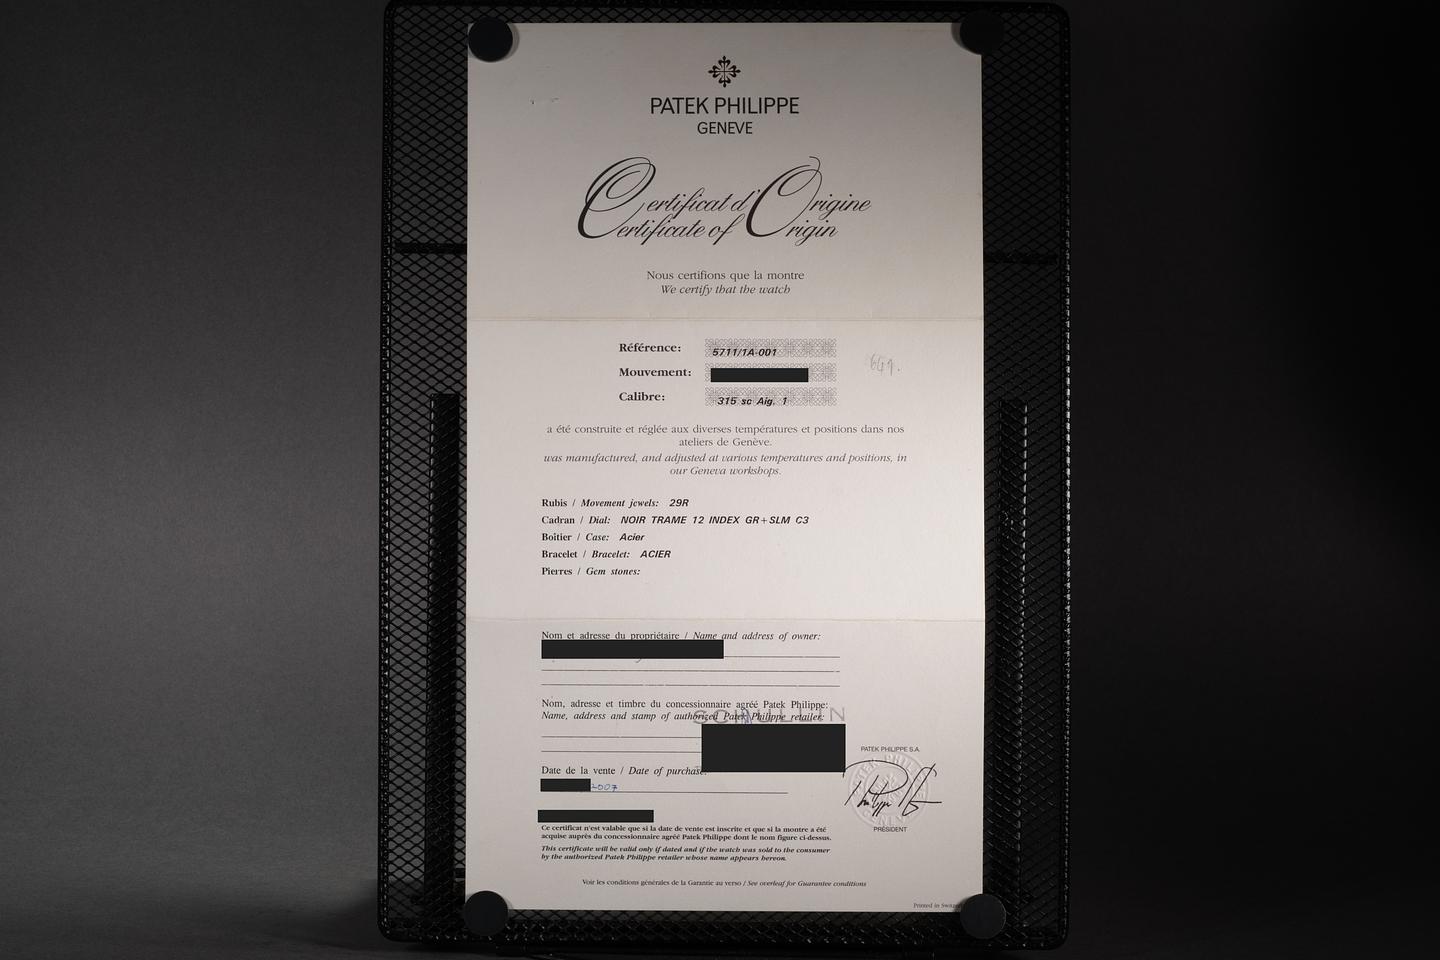 PATEK PHILIPPE
GENEVE
Certificat d'Origine
Certificate of Origin
Nous certifions que la montre
We certify that the watch
Référence: 5711/1A-001
641.
Mouvement:
Calibre: 315 sc Aig. 1
a été construite et réglée aux diverses températures et positions dans nos
ateliers de Genève.
was manufactured, and adjusted at various temperatures and positions, in
our Geneva workshops.
Rubis / Movement jewels: 29R
Cadran / Dial: NOIR TRAME 12 INDEX GR+SLM C3
Boîtier / Case: Acier
Bracelet / Bracelet: ACIER
Pierres / Gem stones:
Nom et adresse du propriétaire / Name and address of owner:
Nom, adresse et timbre du concessionnaire agréé Patek Philippe:
Name, address and stamp of authorized Patek Philippe retailer:
PATEK PHILIPPE S.A.
Date de la vente / Date of purchase:
2007
PRÉSIDENT
Ce certificat n'est valable que si la date de vente est inscrite et que si la montre a été
acquise auprès du concessionnaire agréé Patek Philippe dont le nom figure ci-dessus.
This certificate will be valid only if dated and if the watch was sold to the consumer
by the authorized Patek Philippe retailer whose name appears hereon.
Voir les conditions générales de la Garantie au verso / See overleaf for Guarantee conditions
Printed in